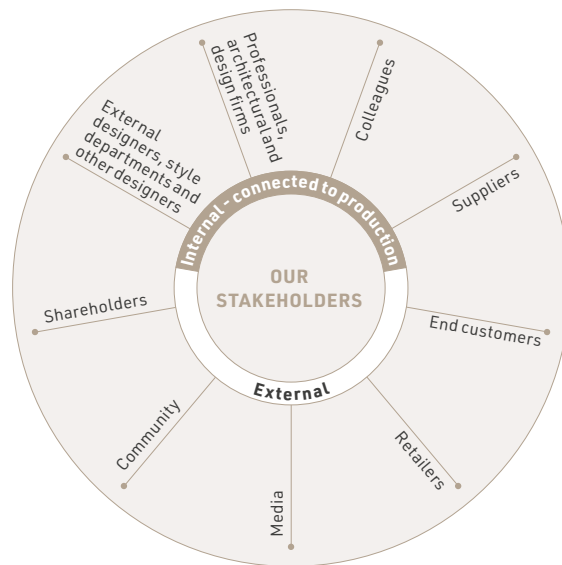 OUR
STAKEHOLDERS
Internal - connected to production
External
designers, style
departments and
other designers
Professionals,
architectural and
design firms
Colleagues
Suppliers
External
End customers
Retailers
Media
Community
Shareholders